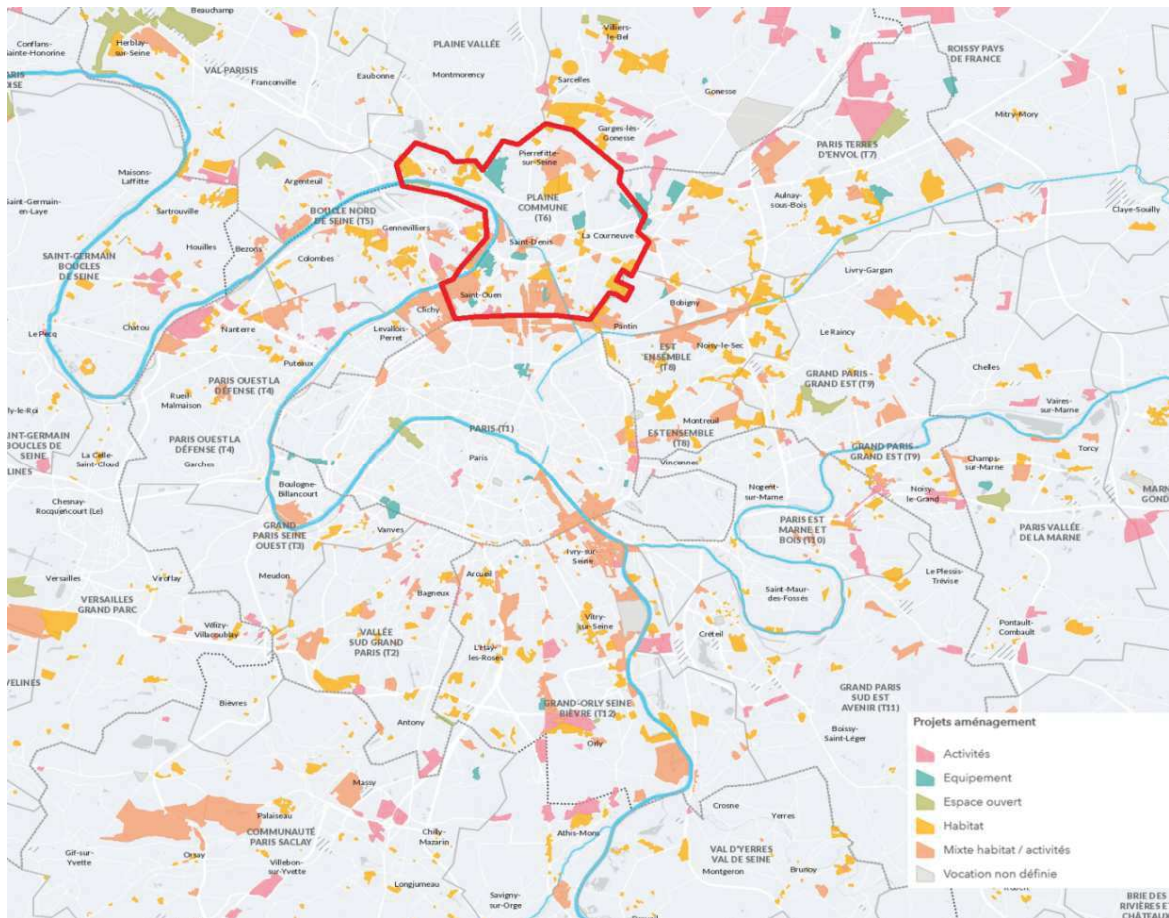 Beauchamp
Conflans-
Sainte-Honorine
Herblay-
sur-Seine
VAL PARISIS
Franconville
Eaubonne
PLAINE VALLÉE
Montmorency
Villiers-
le-Bel
Sarcelles
Gonesse
ROISSY PAYS
DE FRANCE
Mitry-Mory
Garges-lès-
Gonesse
PARIS TERRES
D'ENVOL (T7)
Maisons-
Laffitte
Pierrefitte-
sur-Seine
Argenteuil
Saint-Germain-
en-Laye
Sartrouville
BOUCLE NORD
DE SEINE (T5)
Gennevilliers
PLAINE
COMMUNE
(T6)
Aulnay-
sous-Bois
Claye-Souilly
Houilles
Bezons
Colombes
Saint-Denis
La Courneuve
SAINT-GERMAIN
BOUCLES
DE SEINE
Livry-Gargan
Saint-Ouen
Clichy
Bobigny
Le Pecq
Chatou
Nanterre
Levallois-
Perret
Pantin
Le Raincy
Puteaux
EST
ENSEMBLE
(T8)
Noisy-le-Sec
Chelles
PARIS OUEST LA
DÉFENSE (T4)
Rueil-
Malmaison
GRAND PARIS -
GRAND EST (T9)
Vaires-
sur-Marne
ly-le-Roi
PARIS-(T1)
Montreuil
EST ENSEMBLE
(T8)
INT-GERMAIN
BOUCLES DE
SEINE
PARIS OUEST LA
DÉFENSE (T4)
Garches
La Celle-
Saint-Cloud
Paris
Vincennes
GRAND PARIS -
GRAND EST (T9)
Champs-
sur-Marne
Torcy
Boulogne-
Billancourt
Nogent-
sur-Marne
Noisy-
le-Grand
Chesnay-
Rocquencourt (Le)
GRAND
PARIS SEINE
OUEST (T3)
Vanves
PARIS EST
MARNE ET
BOIS (T10)
PARIS VALLÉE
DE LA MARNE
Ivry-sur-
Seine
Versailles
Viroflay
Meudon
Arcueil
Bagneux
Le Plessis-
Trévise
Saint-Maur-
des-Fossés
VERSAILLES
GRAND PARC
Vélizy-
Villacoublay
VALLÉE
SUD GRAND
PARIS (T2)
Vitry-
sur-Seine
Créteil
Pontault-
Combault
L'Haÿ-
les-Roses
Bièvres
Antony
GRAND-ORLY SEINE
BIÈVRE (T12)
Orly
GRAND PARIS
SUD EST
AVENIR (T11)
Boissy-
Saint-Léger
Massy
Palaiseau
COMMUNAUTÉ
PARIS SACLAY
Chilly-
Mazarin
Athis-Mons
Crosne
Yerres
Gif-sur-
Yvette
Orsay
Villebon-
sur-Yvette
VAL D'YERRES
VAL DE SEINE
Montgeron
Brunoy
Longjumeau
Savigny-
sur-Orge
Projets aménagement
Activités
Equipement
Espace ouvert
Habitat
Mixte habitat / activités
Vocation non définie
BRIE DES
RIVIÈRES ET